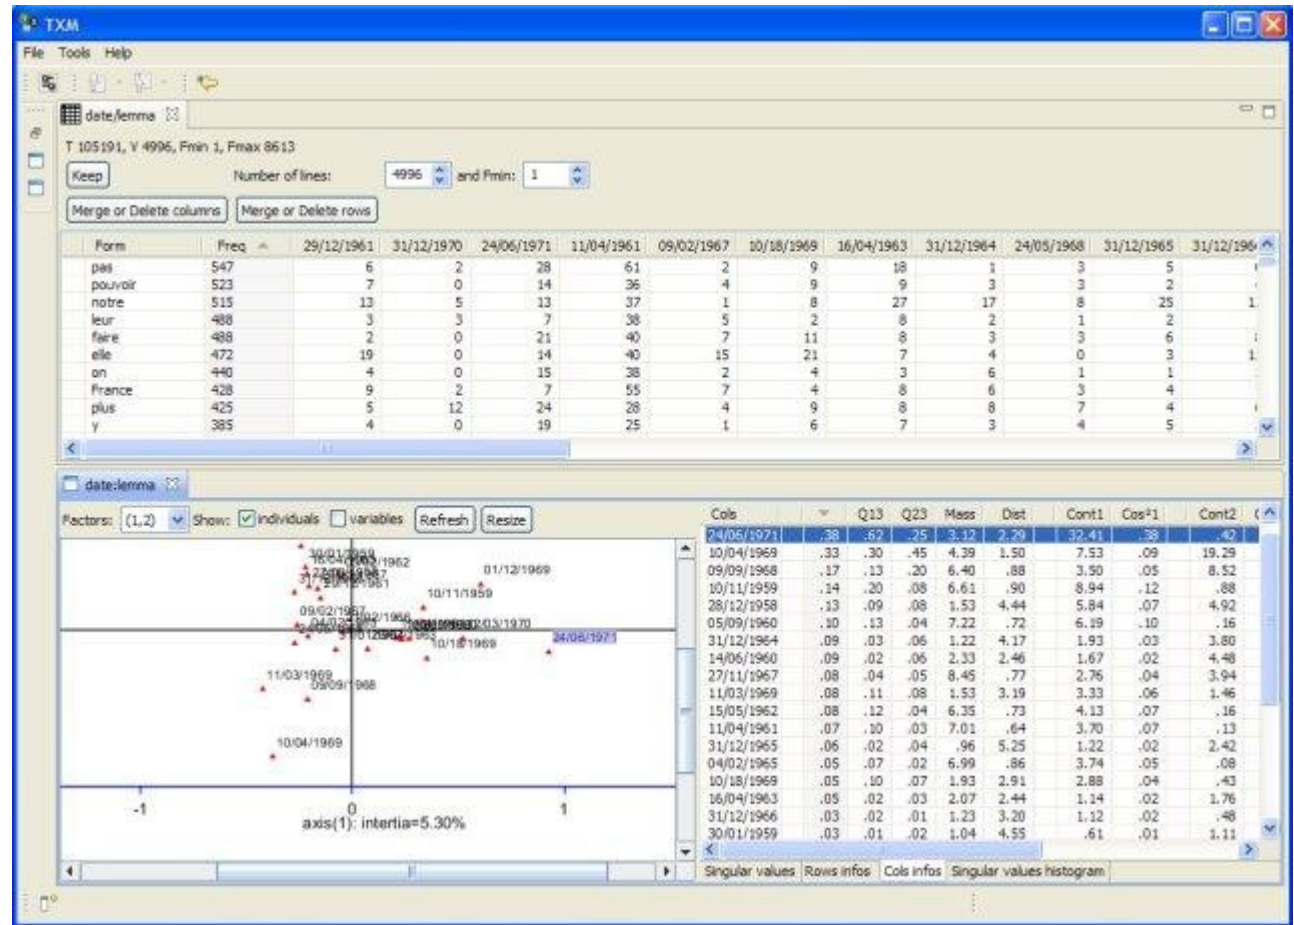 TXM
File Tools Help
date/lemma
T 105191, V 4996, Fmin 1, Fmax 8613
Keep Number of lines: 4996 and Fmin: 1
Merge or Delete columns Merge or Delete rows
Form Freq 29/12/1961 31/12/1970 24/06/1971 11/04/1961 09/02/1967 10/18/1969 16/04/1963 31/12/1964 24/05/1968 31/12/1965 31/12/196
pas 547 6 2 28 61 2 9 18 1 3 5
pouvoir 523 7 0 14 36 4 9 9 3 3 2
notre 515 13 5 13 37 1 8 27 17 8 25 1
leur 488 3 3 7 38 5 2 8 2 1 2
faire 488 2 0 21 40 7 11 8 3 3 6
elle 472 19 0 14 40 15 21 7 4 0 3 1
on 440 4 0 15 38 2 4 3 6 1 1
France 428 9 2 7 55 7 4 8 6 3 4
plus 425 5 12 24 28 4 9 8 8 7 4
y 385 4 0 19 25 1 6 7 3 4 5
date:lemma
Factors: (1,2) Show: individuals variables Refresh Resize
30/01/1959
01/12/1969
10/11/1959
24/06/1971
10/18/1969
11/03/1969
09/09/1968
10/04/1969
-1 0 1
axis(1): intertia=5.30%
Cols Q13 Q23 Mass Dist Cont1 Cos²1 Cont2
24/06/1971 .38 .62 .25 3.12 2.29 32.41 .38 .42
10/04/1969 .33 .30 .45 4.39 1.50 7.53 .09 19.29
09/09/1968 .17 .13 .20 6.40 .88 3.50 .05 8.52
10/11/1959 .14 .20 .08 6.61 .90 8.94 .12 .88
28/12/1958 .13 .09 .08 1.53 4.44 5.84 .07 4.92
05/09/1960 .10 .13 .04 7.22 .72 6.19 .10 .16
31/12/1964 .09 .03 .06 1.22 4.17 1.93 .03 3.80
14/06/1960 .09 .02 .06 2.33 2.46 1.67 .02 4.48
27/11/1967 .08 .04 .05 8.45 .77 2.76 .04 3.94
11/03/1969 .08 .11 .08 1.53 3.19 3.33 .06 1.46
15/05/1962 .08 .12 .04 6.35 .73 4.13 .07 .16
11/04/1961 .07 .10 .03 7.01 .64 3.70 .07 .13
31/12/1965 .06 .02 .04 .96 5.25 1.22 .02 2.42
04/02/1965 .05 .07 .02 6.99 .86 3.74 .05 .08
10/18/1969 .05 .10 .07 1.93 2.91 2.88 .04 .43
16/04/1963 .05 .02 .03 2.07 2.44 1.14 .02 1.76
31/12/1966 .03 .02 .01 1.23 3.20 1.12 .02 .48
30/01/1959 .03 .01 .02 1.04 4.55 .61 .01 1.11
Singular values Rows infos Cols infos Singular values histogram